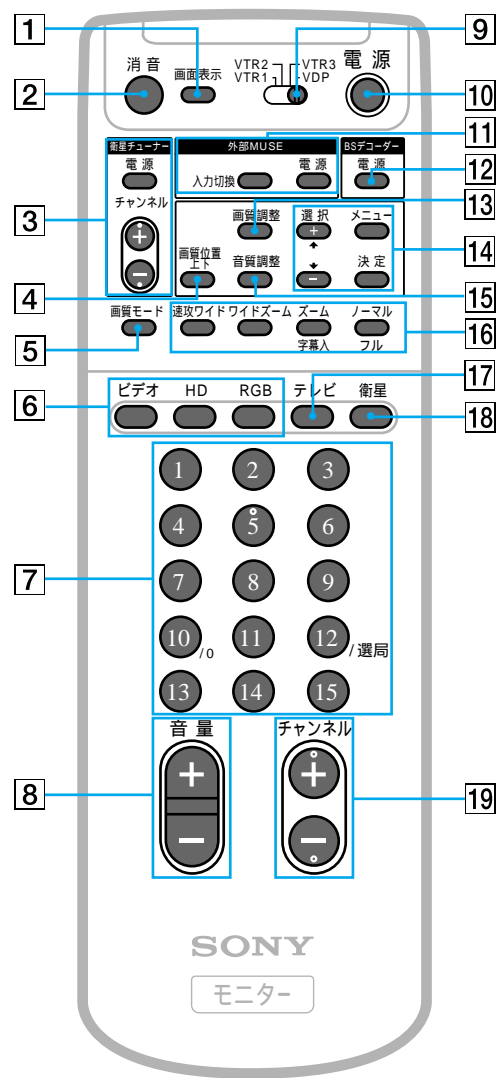 1
9
消音
画面表示
VTR2 VTR3
VTR1 VDP
電源
2
10
11
衛星チューナー
外部MUSE
BSデコーダー
電源
入力切換
電源
電源
12
3
チャンネル
+
−
13
画質調整
選択
メニュー
+
14
画質位置
上下
音質調整
−
決定
4
15
画質モード
速攻ワイド
ワイドズーム
ズーム
ノーマル
16
字幕入
フル
5
17
6
ビデオ
HD
RGB
テレビ
衛星
18
1
2
3
4
5
6
7
7
8
9
10/0
11
12/選局
13
14
15
音量
チャンネル
8
+
−
+
−
19
SONY
モニター